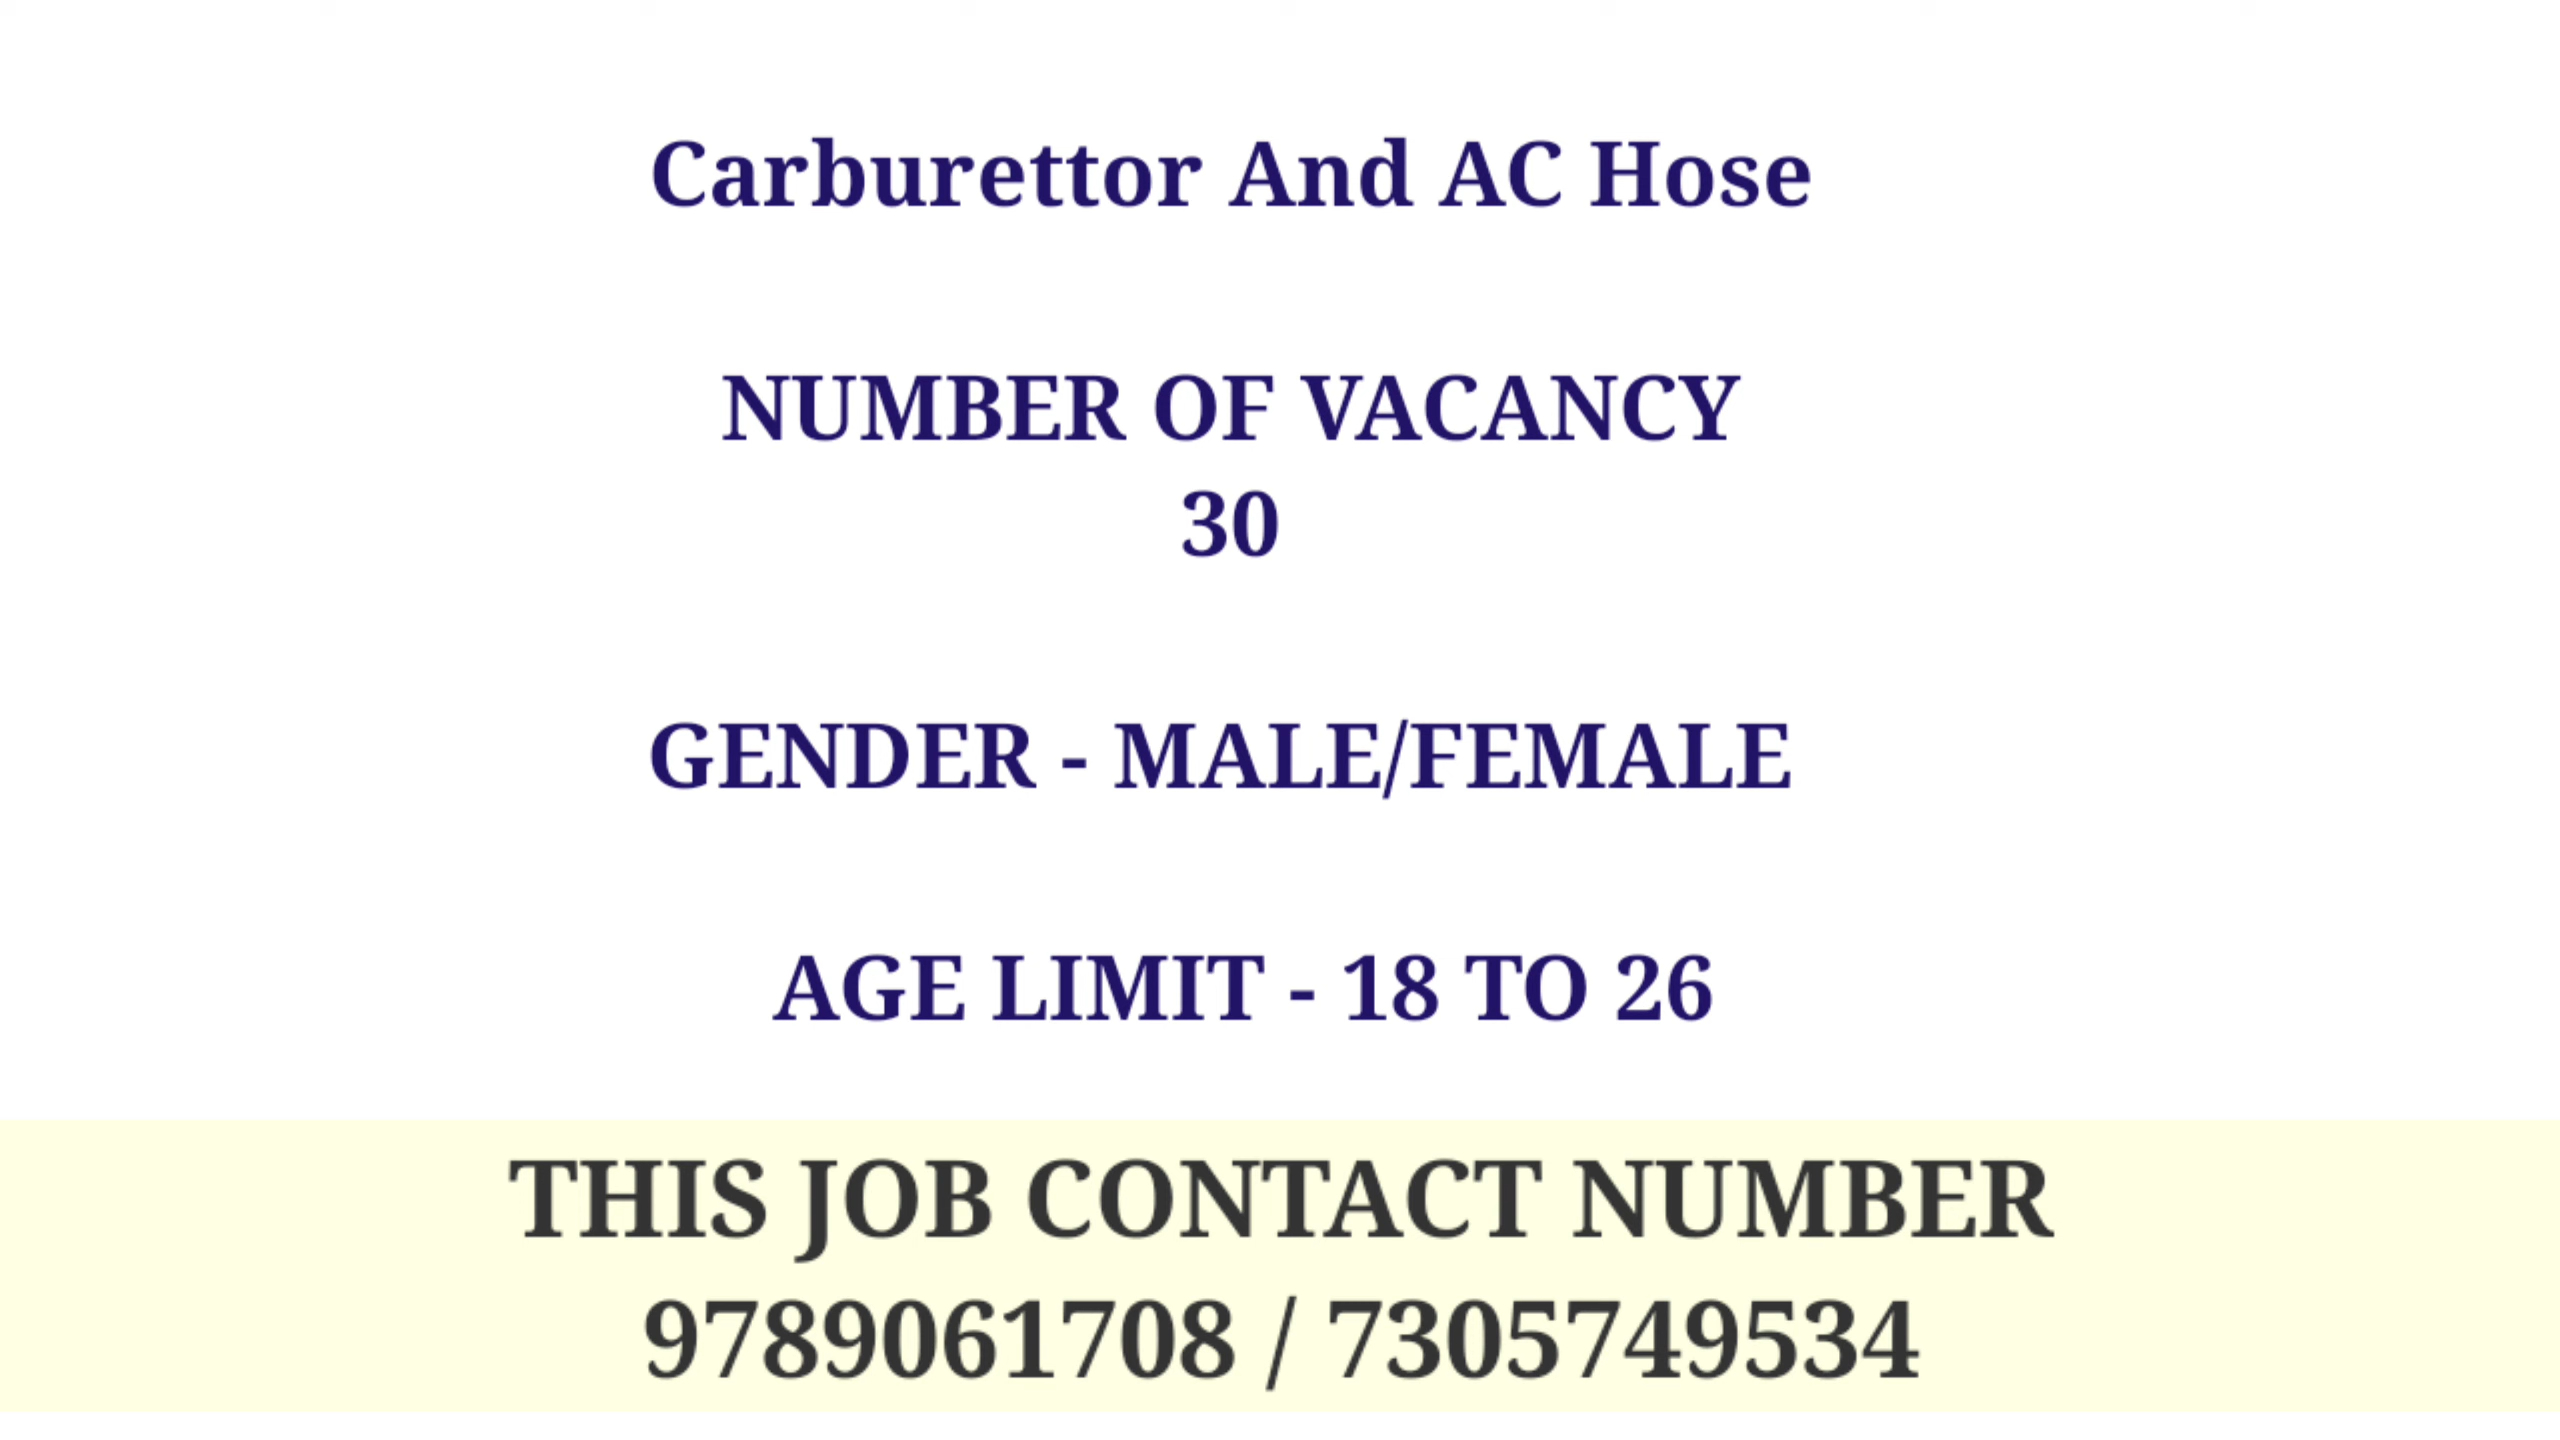 Carburettor And AC Hose
NUMBER OF VACANCY
30
GENDER - MALE/FEMALE
AGE LIMIT - 18 TO 26
THIS JOB CONTACT NUMBER
9789061708 / 7305749534